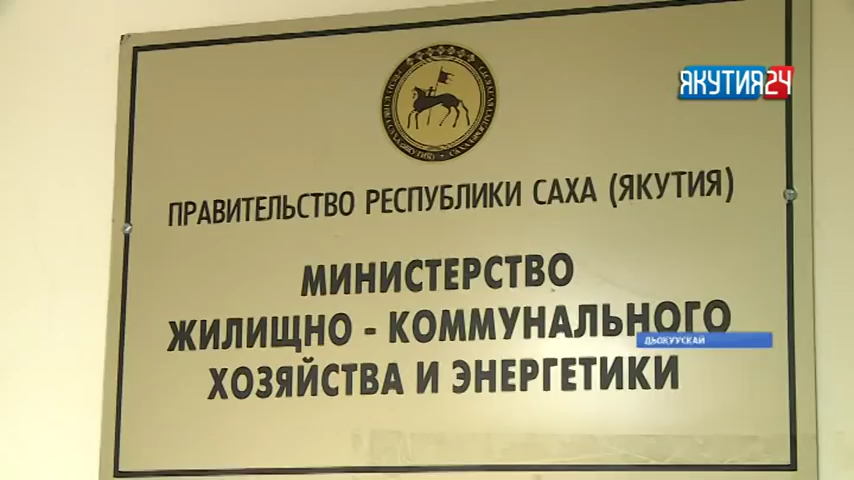 ЯКУТИЯ24
ПРАВИТЕЛЬСТВО РЕСПУБЛИКИ САХА (ЯКУТИЯ)
МИНИСТЕРСТВО
ЖИЛИЩНО - КОММУНАЛЬНОГО
ДЬОКУУСКАЙ
ХОЗЯЙСТВА И ЭНЕРГЕТИКИ